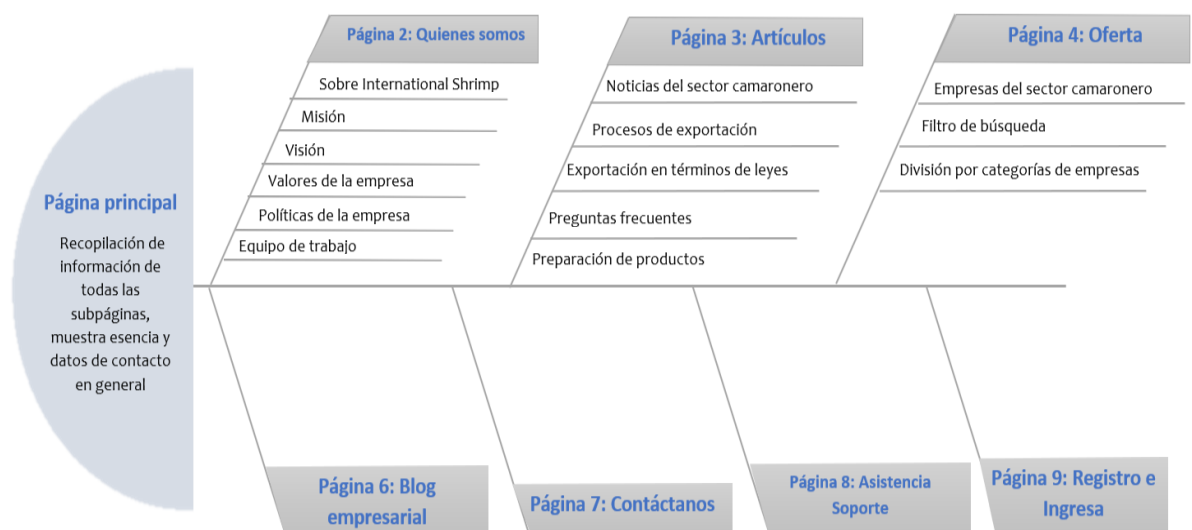 Página principal
Recopilación de
información de
todas las
subpáginas,
muestra esencia y
datos de contacto
en general
Página 2: Quienes somos
Sobre International Shrimp
Misión
Visión
Valores de la empresa
Políticas de la empresa
Equipo de trabajo
Página 3: Artículos
Noticias del sector camaronero
Procesos de exportación
Exportación en términos de leyes
Preguntas frecuentes
Preparación de productos
Página 4: Oferta
Empresas del sector camaronero
Filtro de búsqueda
División por categorías de empresas
Página 6: Blog
empresarial
Página 7: Contáctanos
Página 8: Asistencia
Soporte
Página 9: Registro e
Ingresa